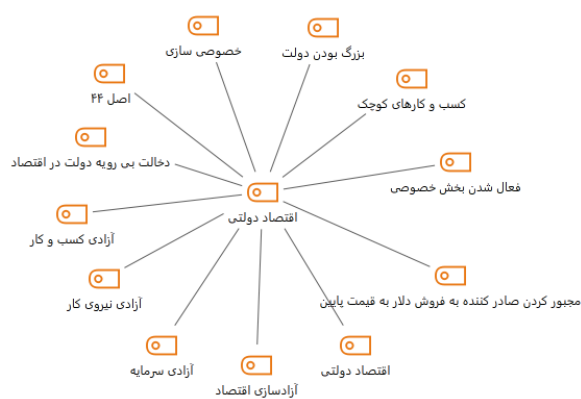 خصوصی سازی
بزرگ بودن دولت
اصل ۴۴
کسب و کارهای کوچک
دخالت بی رویه دولت در اقتصاد
فعال شدن بخش خصوصی
اقتصاد دولتی
آزادی کسب و کار
آزادی نیروی کار
مجبور کردن صادر کننده به فروش دلار به قیمت پایین
آزادی سرمایه
اقتصاد دولتی
آزادسازی اقتصاد